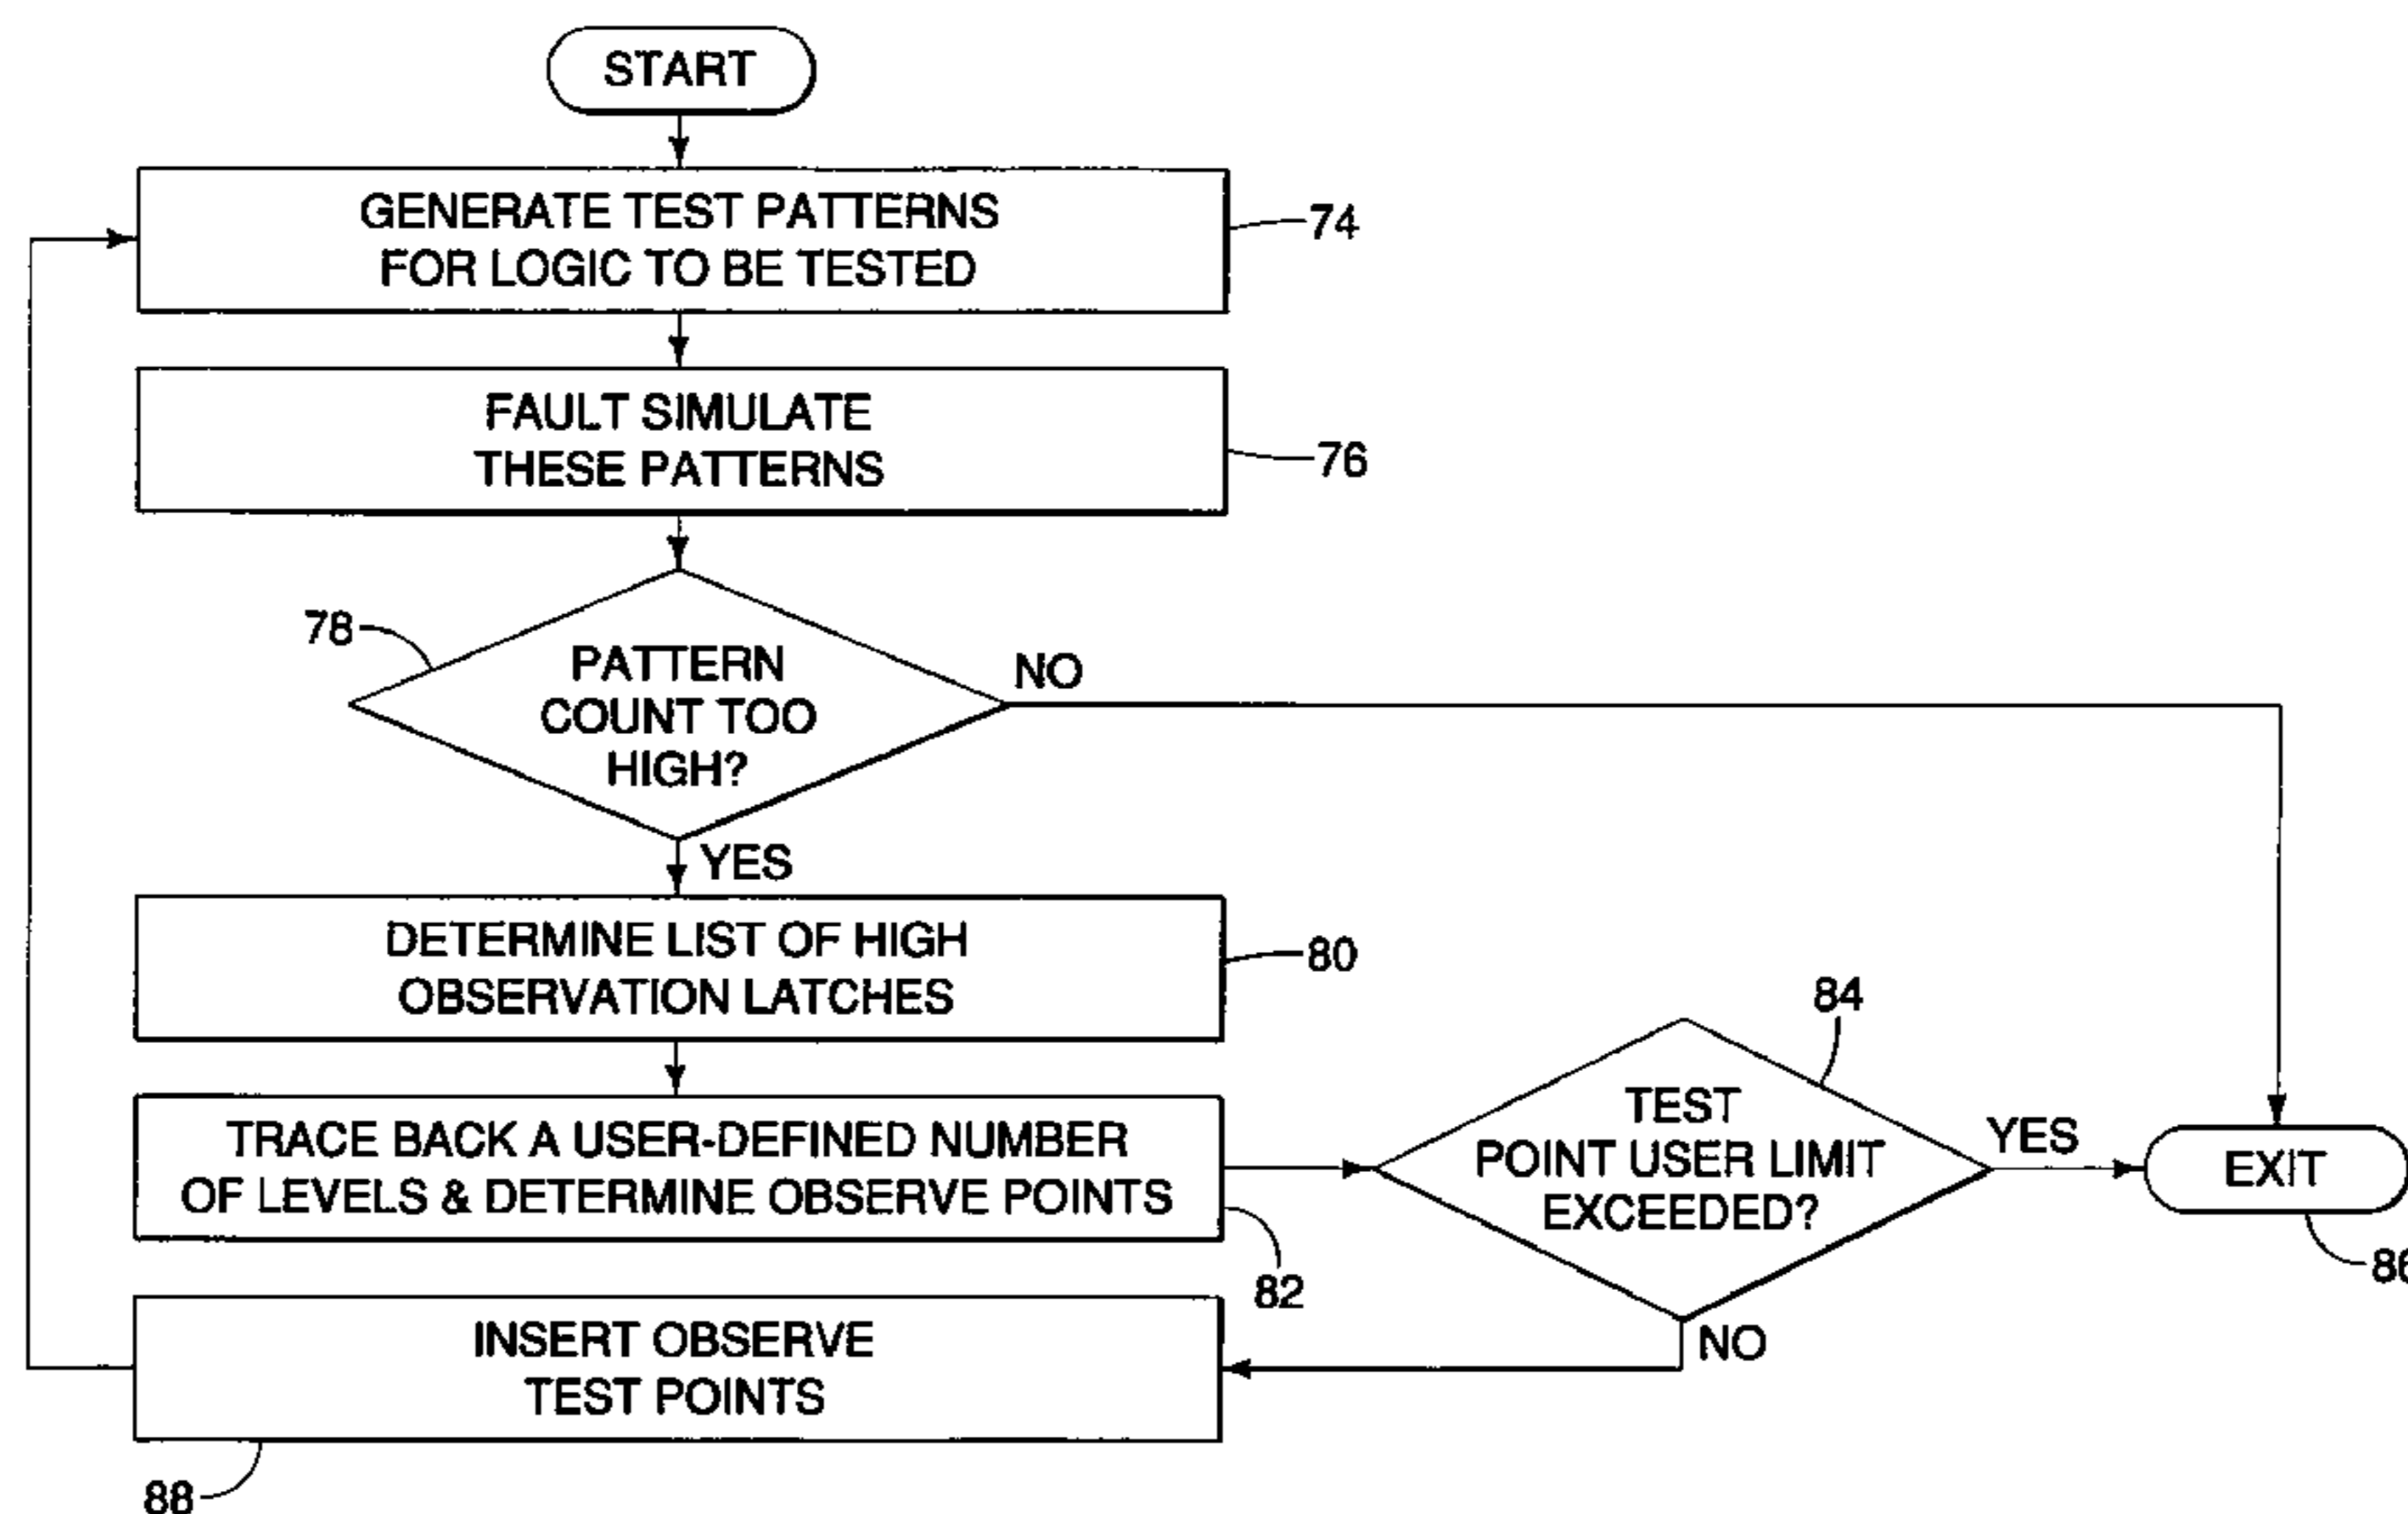 START
GENERATE TEST PATTERNS
FOR LOGIC TO BE TESTED
74
FAULT SIMULATE
THESE PATTERNS
76
78
PATTERN
COUNT TOO
HIGH?
NO
YES
DETERMINE LIST OF HIGH
OBSERVATION LATCHES
80
TRACE BACK A USER-DEFINED NUMBER
OF LEVELS & DETERMINE OBSERVE POINTS
82
84
TEST
POINT USER LIMIT
EXCEEDED?
YES
EXIT
86
NO
INSERT OBSERVE
TEST POINTS
88